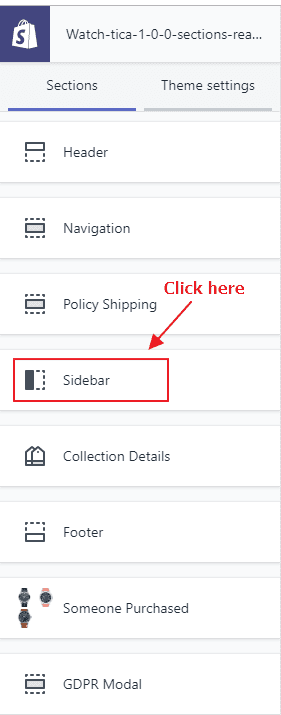 Watch-tica-1-0-0-sections-rea...
Sections Theme settings
Header
Navigation
Policy Shipping
Click here
Sidebar
Collection Details
Footer
Someone Purchased
GDPR Modal